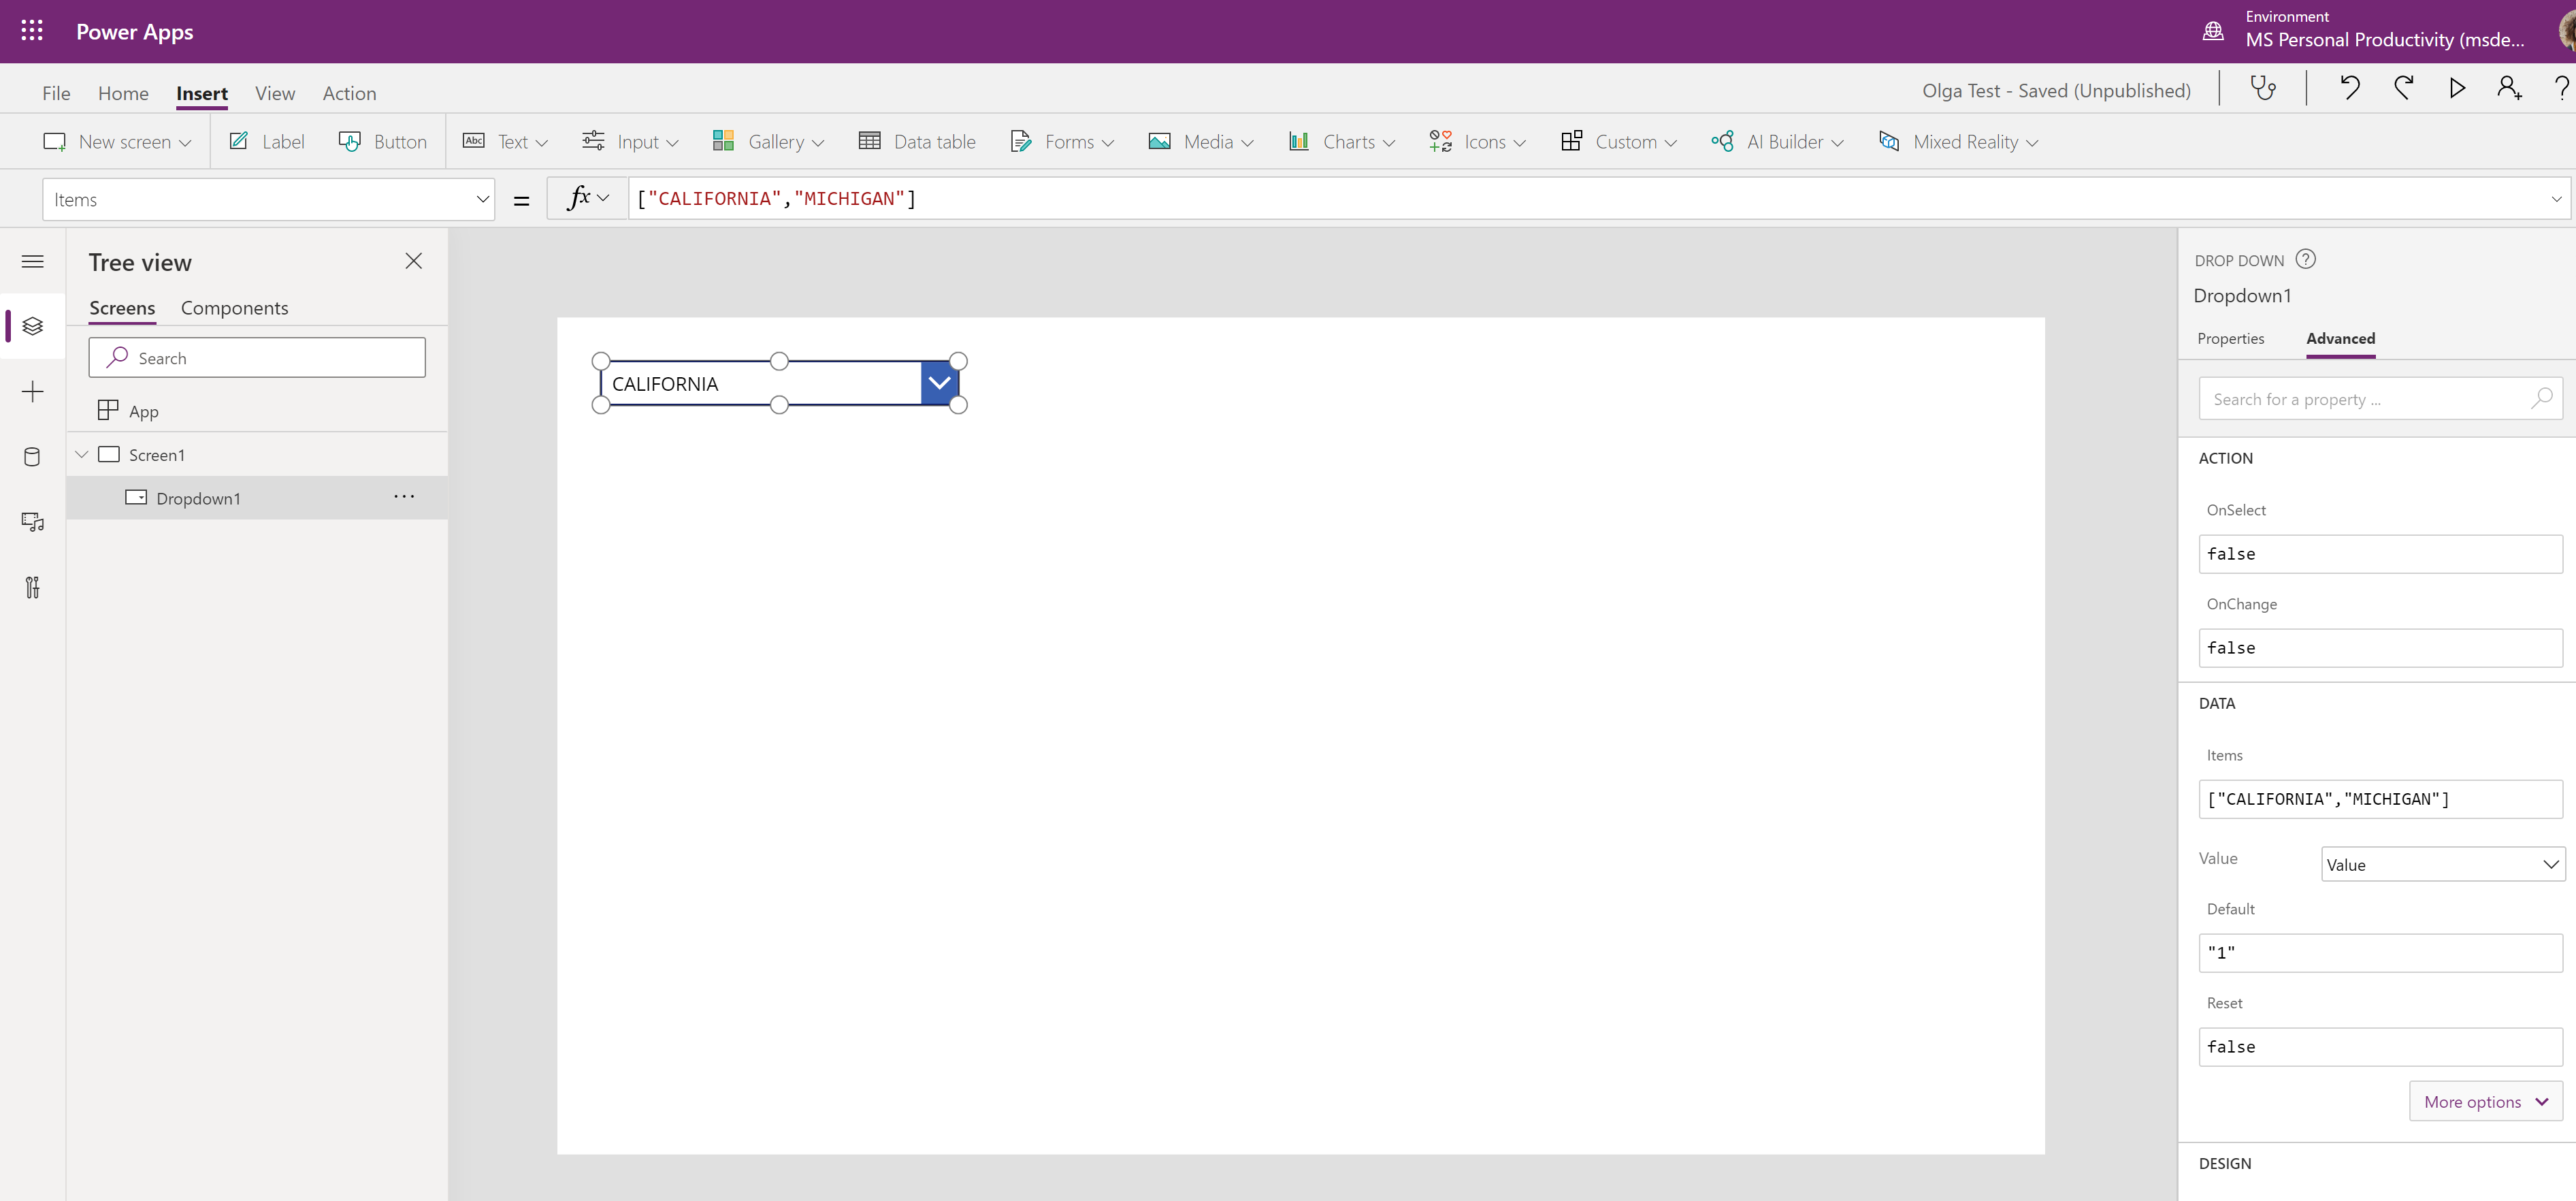 Power Apps
Environment
MS Personal Productivity (msde...
File Home Insert View Action
Olga Test - Saved (Unpublished)
New screen Label Button Text Input Gallery Data table Forms Media Charts Icons Custom AI Builder Mixed Reality
Items = fx ["CALIFORNIA","MICHIGAN"]
Tree view
Screens Components
Search
App
Screen1
Dropdown1 ...
CALIFORNIA
DROP DOWN ?
Dropdown1
Properties Advanced
Search for a property ...
ACTION
OnSelect
false
OnChange
false
DATA
Items
["CALIFORNIA","MICHIGAN"]
Value Value
Default
"1"
Reset
false
More options
DESIGN